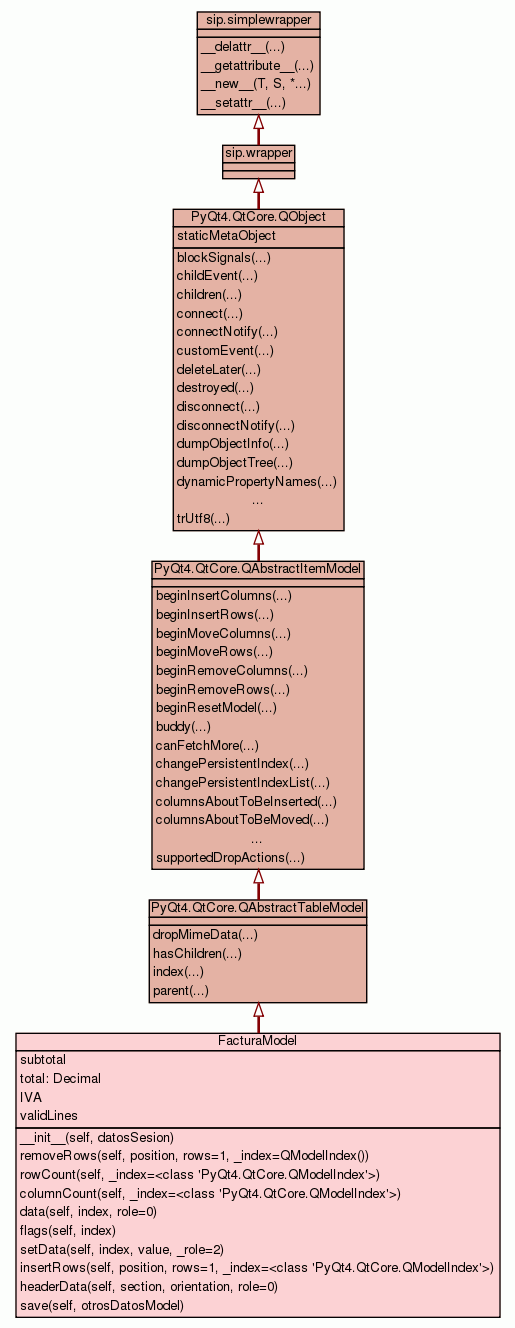 sip.simplewrapper
__delattr__(...)
__getattribute__(...)
__new__(T, S, *...)
__setattr__(...)
sip.wrapper
PyQt4.QtCore.QObject
staticMetaObject
blockSignals(...)
childEvent(...)
children(...)
connect(...)
connectNotify(...)
customEvent(...)
deleteLater(...)
destroyed(...)
disconnect(...)
disconnectNotify(...)
dumpObjectInfo(...)
dumpObjectTree(...)
dynamicPropertyNames(...)
...
trUtf8(...)
PyQt4.QtCore.QAbstractItemModel
beginInsertColumns(...)
beginInsertRows(...)
beginMoveColumns(...)
beginMoveRows(...)
beginRemoveColumns(...)
beginRemoveRows(...)
beginResetModel(...)
buddy(...)
canFetchMore(...)
changePersistentIndex(...)
changePersistentIndexList(...)
columnsAboutToBeInserted(...)
columnsAboutToBeMoved(...)
...
supportedDropActions(...)
PyQt4.QtCore.QAbstractTableModel
dropMimeData(...)
hasChildren(...)
index(...)
parent(...)
FacturaModel
subtotal
total: Decimal
IVA
validLines
__init__(self, datosSesion)
removeRows(self, position, rows=1, _index=QModelIndex())
rowCount(self, _index=<class 'PyQt4.QtCore.QModelIndex'>)
columnCount(self, _index=<class 'PyQt4.QtCore.QModelIndex'>)
data(self, index, role=0)
flags(self, index)
setData(self, index, value, _role=2)
insertRows(self, position, rows=1, _index=<class 'PyQt4.QtCore.QModelIndex'>)
headerData(self, section, orientation, role=0)
save(self, otrosDatosModel)